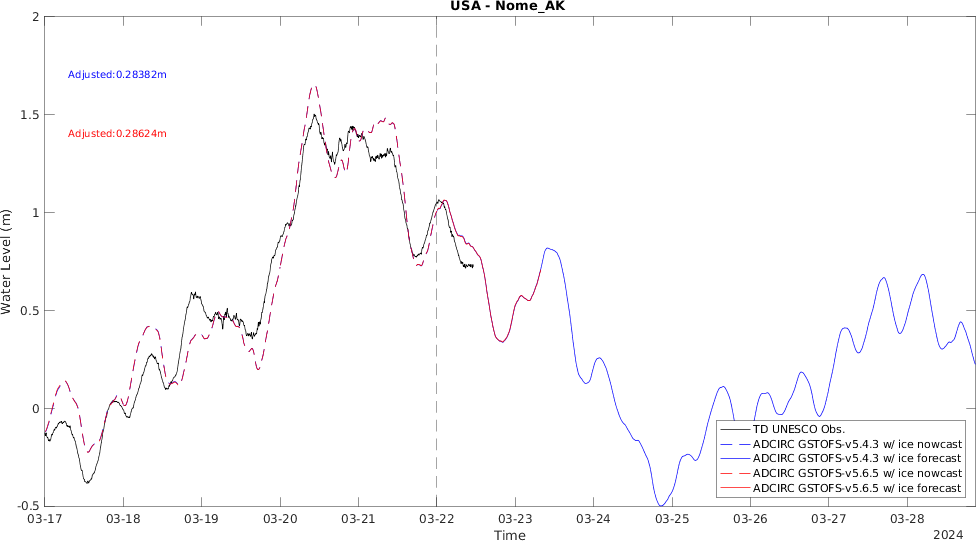 USA - Nome_AK
2
Adjusted:0.28382m
1.5
Adjusted:0.28624m
1
0.5
0
-0.5
Water Level (m)
TD UNESCO Obs.
ADCIRC GSTOFS-v5.4.3 w/ ice nowcast
ADCIRC GSTOFS-v5.4.3 w/ ice forecast
ADCIRC GSTOFS-v5.6.5 w/ ice nowcast
ADCIRC GSTOFS-v5.6.5 w/ ice forecast
03-17 03-18 03-19 03-20 03-21 03-22 03-23 03-24 03-25 03-26 03-27 03-28
Time
2024